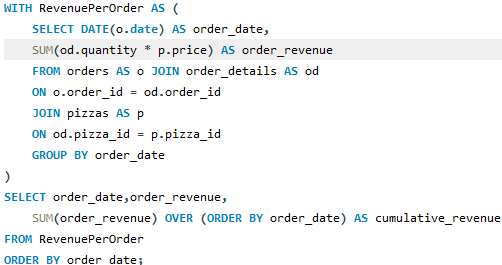 WITH RevenuePerOrder AS (
SELECT DATE(o.date) AS order_date,
SUM(od.quantity * p.price) AS order_revenue
FROM orders AS o JOIN order_details AS od
ON o.order_id = od.order_id
JOIN pizzas AS p
ON od.pizza_id = p.pizza_id
GROUP BY order_date
)
SELECT order_date,order_revenue,
SUM(order_revenue) OVER (ORDER BY order_date) AS cumulative_revenue
FROM RevenuePerOrder
ORDER BY order_date;